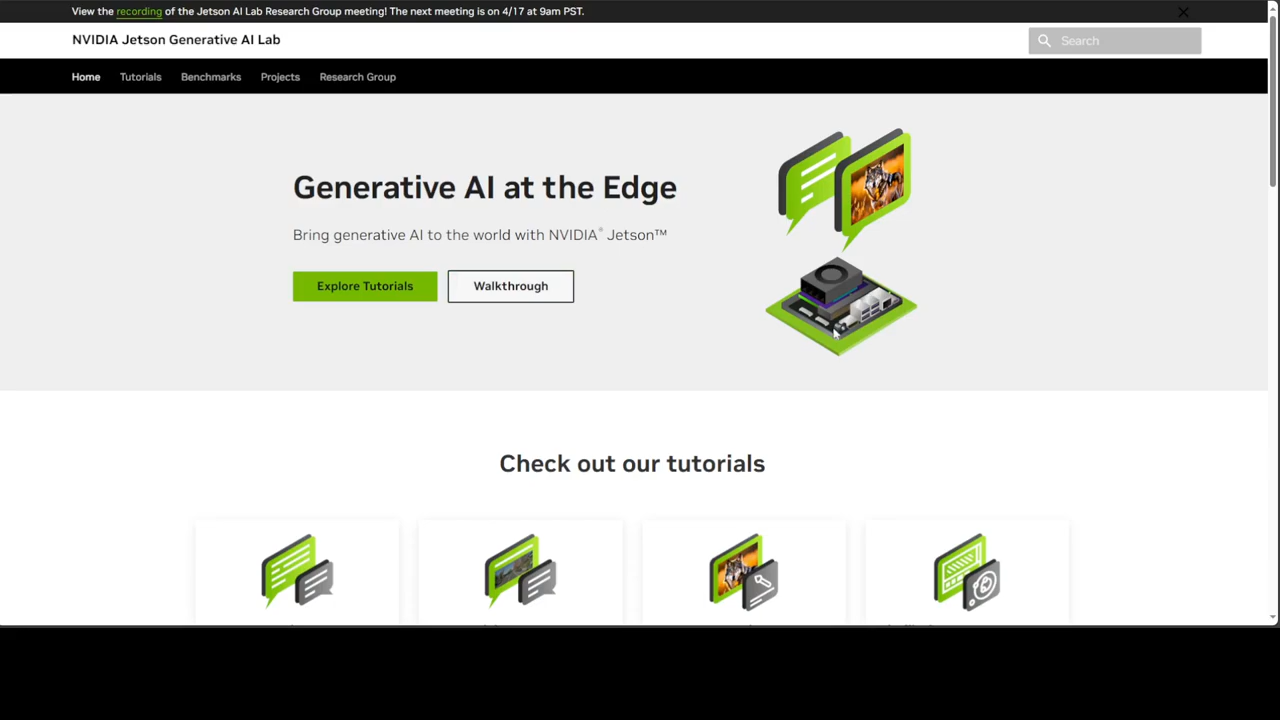 View the recording of the Jetson AI Lab Research Group meeting! The next meeting is on 4/17 at 9am PST.
NVIDIA Jetson Generative AI Lab
Search
Home Tutorials Benchmarks Projects Research Group
Generative AI at the Edge
Bring generative AI to the world with NVIDIA® Jetson™
Explore Tutorials Walkthrough
Check out our tutorials